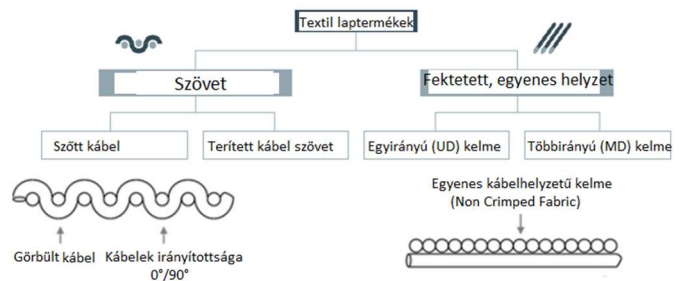 Textil laptermékek
Szövet
Fektetett, egyenes helyzet
Szőtt kábel
Terített kábel szövet
Egyirányú (UD) kelme
Többirányú (MD) kelme
Egyenes kábelhelyzetű kelme
(Non Crimped Fabric)
Görbült kábel
Kábelek irányítottsága
0°/90°